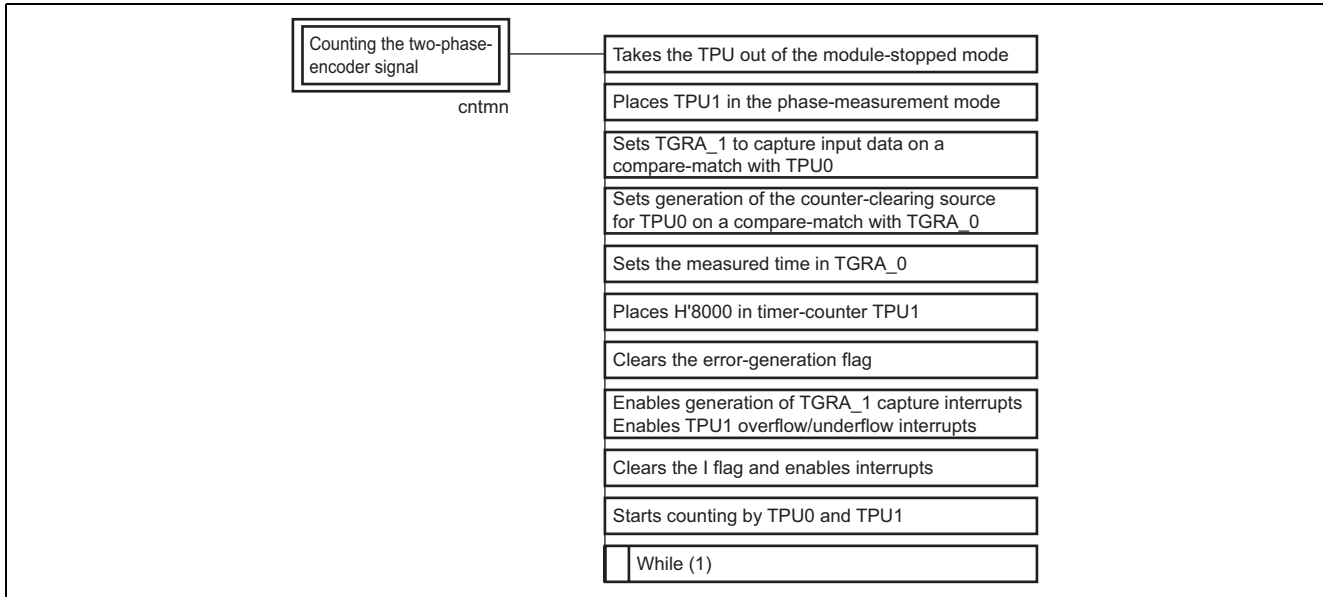 Counting the two-phase-
encoder signal
cntmn
Takes the TPU out of the module-stopped mode
Places TPU1 in the phase-measurement mode
Sets TGRA_1 to capture input data on a
compare-match with TPU0
Sets generation of the counter-clearing source
for TPU0 on a compare-match with TGRA_0
Sets the measured time in TGRA_0
Places H'8000 in timer-counter TPU1
Clears the error-generation flag
Enables generation of TGRA_1 capture interrupts
Enables TPU1 overflow/underflow interrupts
Clears the I flag and enables interrupts
Starts counting by TPU0 and TPU1
While (1)